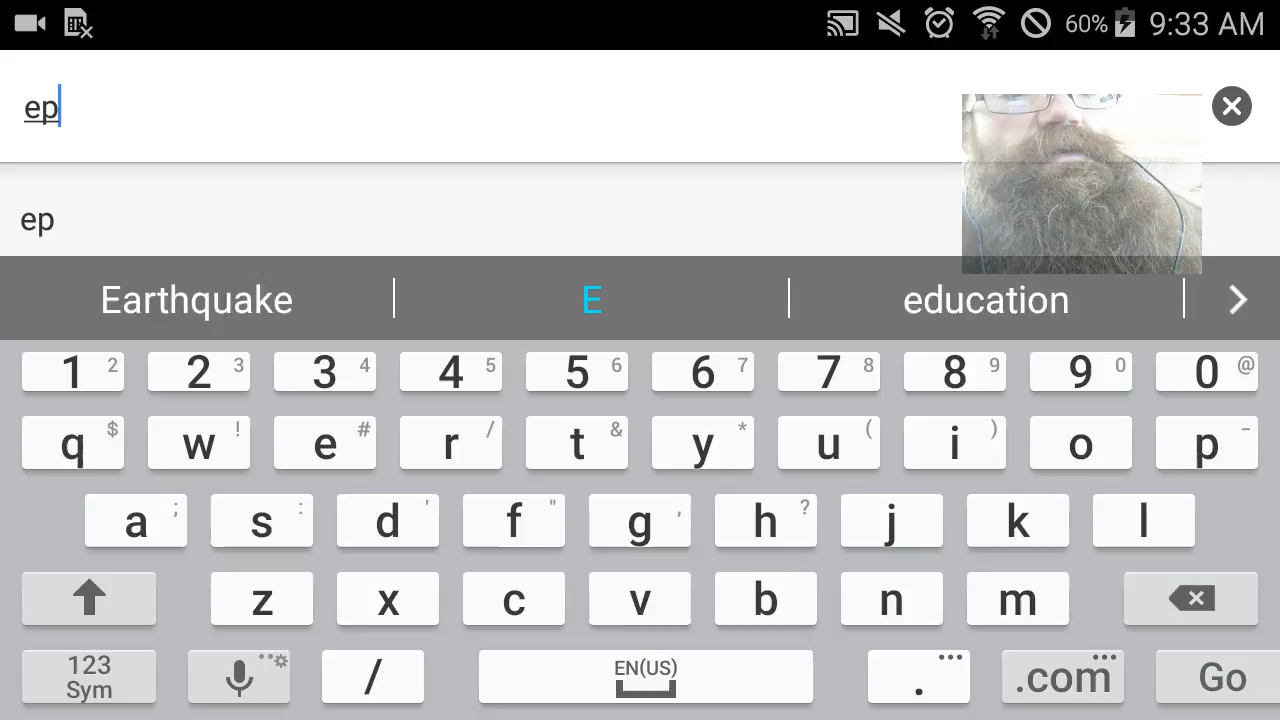 60% 9:33 AM
ep
ep
Earthquake E education
1 2 2 3 3 4 4 5 5 6 6 7 7 8 8 9 9 0 0 @
q $ w ! e # r / t & y * u ( i ) o p -
a ; s : d ' f " g , h ? j k l
z x c v b n m
123 Sym / EN(US) . ... .com ... Go